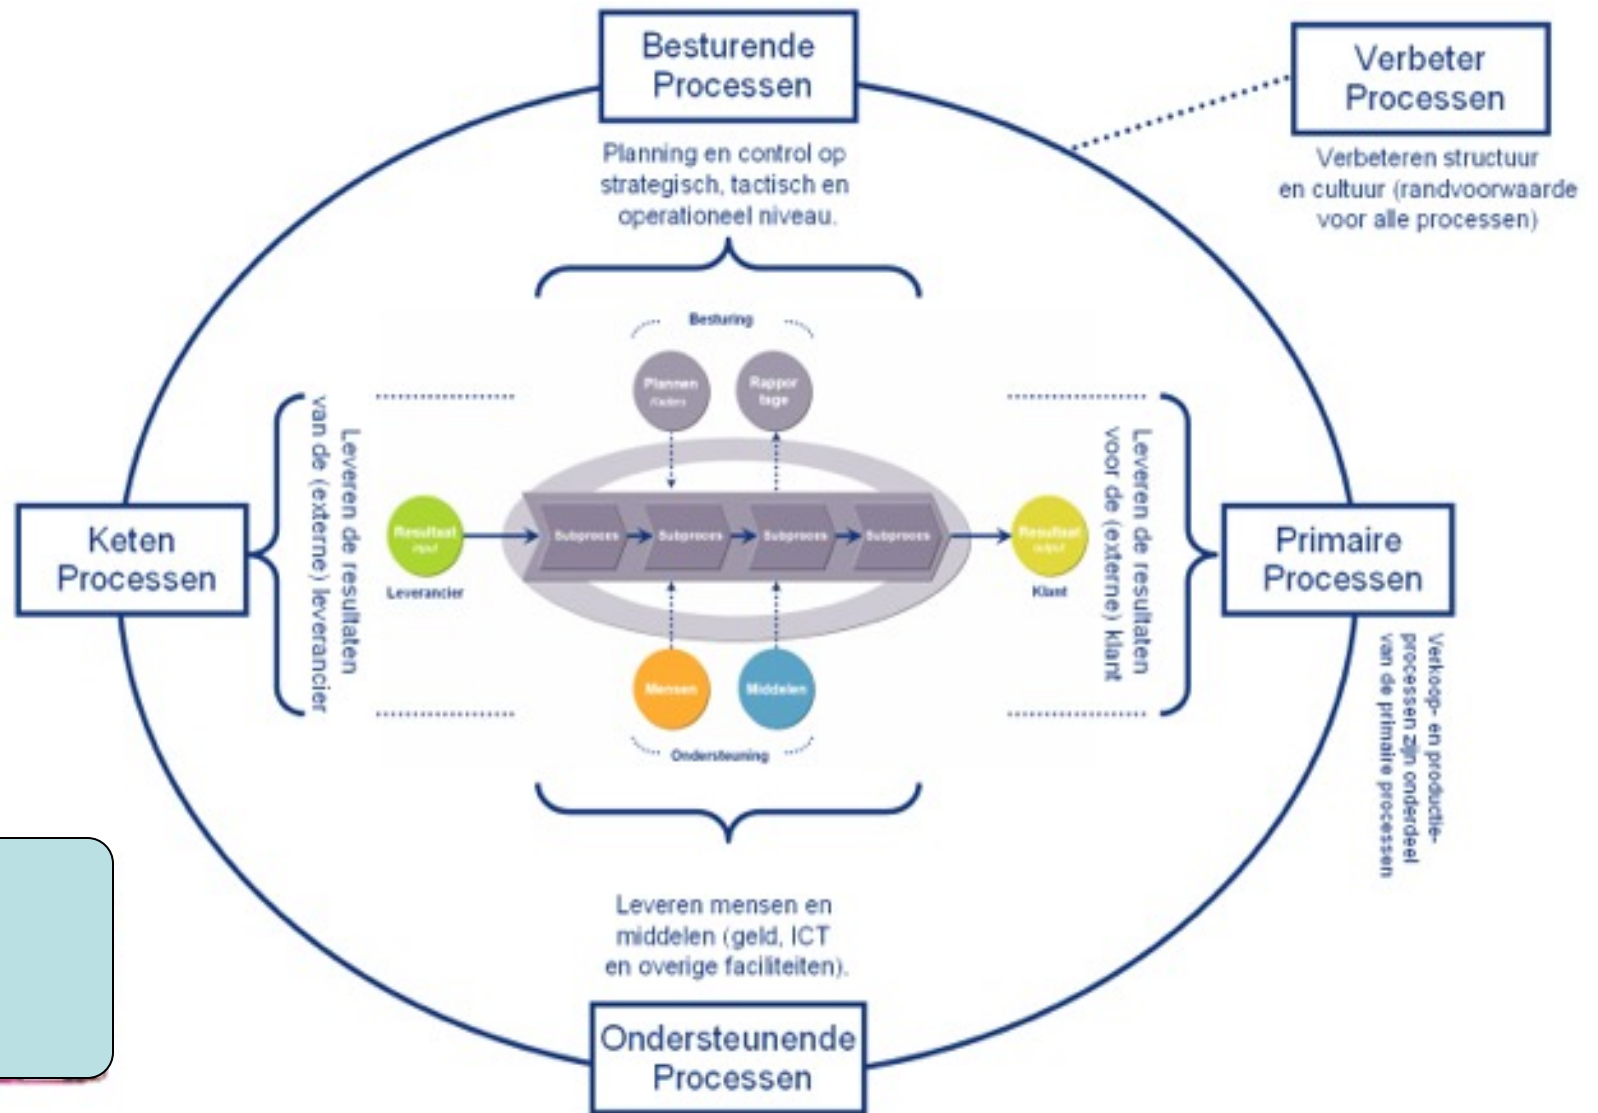 Besturende
Processen
Verbeter
Processen
Planning en control op
strategisch, tactisch en
operationeel niveau.
Verbeteren structuur
en cultuur (randvoorwaarde
voor alle processen)
Besturing
Plannen
Rappor
tage
Keten
Processen
Leveren de resultaten
van de (externe) leverancier
Resultaat
input
Leverancier
Subproces
Subproces
Subproces
Subproces
Resultaat
output
Klant
Leveren de resultaten
voor de (externe) klant
Primaire
Processen
Verkoop- en productie-
processen zijn onderdeel
van de primaire processen
Mensen
Middelen
Ondersteuning
Leveren mensen en
middelen (geld, ICT
en overige faciliteiten).
Ondersteunende
Processen